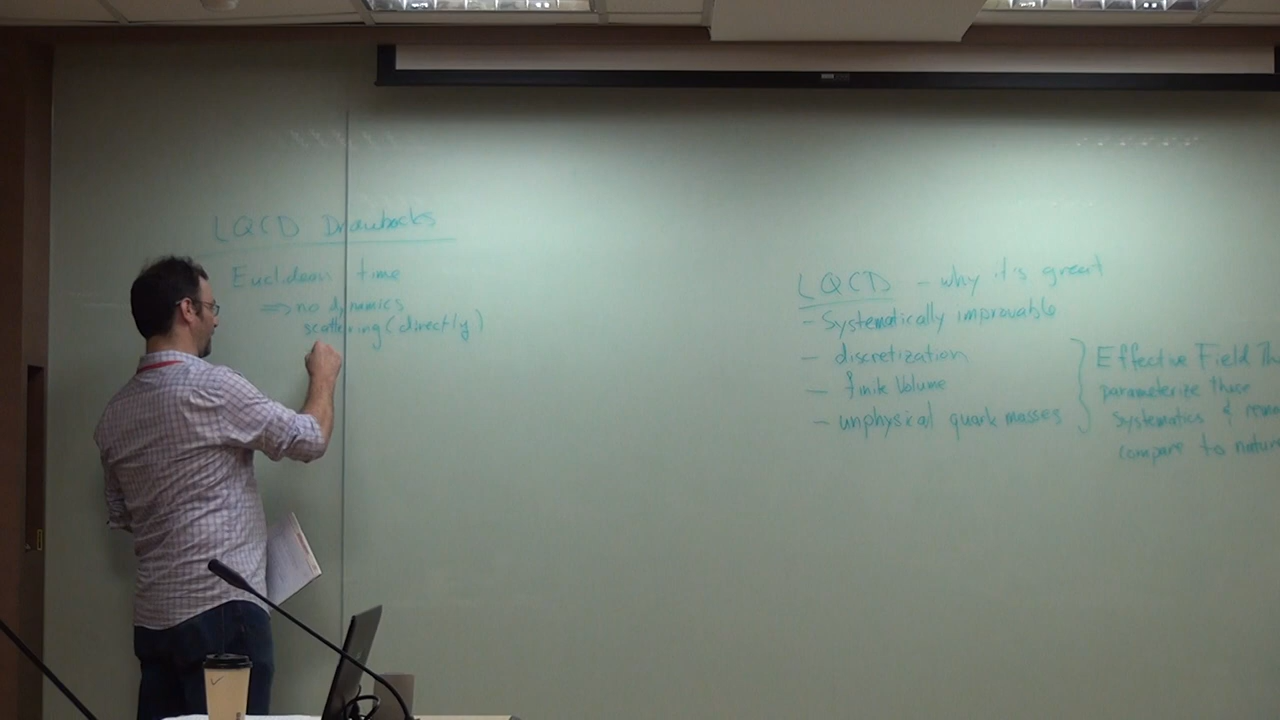 LQCD Drawbacks
Euclidean time
⇒ no dynamics
scattering (directly)
LQCD - why it's great
- Systematically improvable
- discretization
- finite Volume
- unphysical quark masses
Effective Field Th
parameterize these
systematics & remo
compare to natur